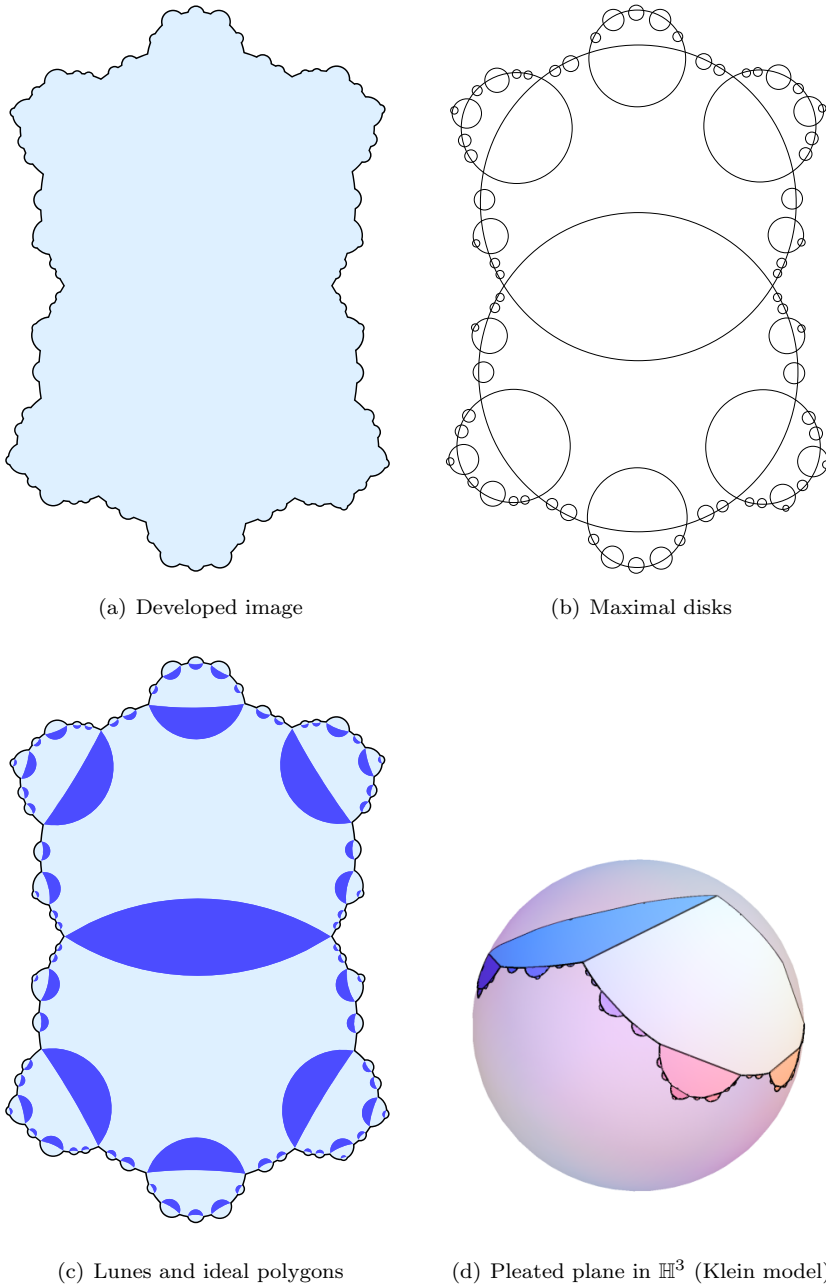 (a) Developed image
(b) Maximal disks
(c) Lunes and ideal polygons
(d) Pleated plane in ℍ³ (Klein model)